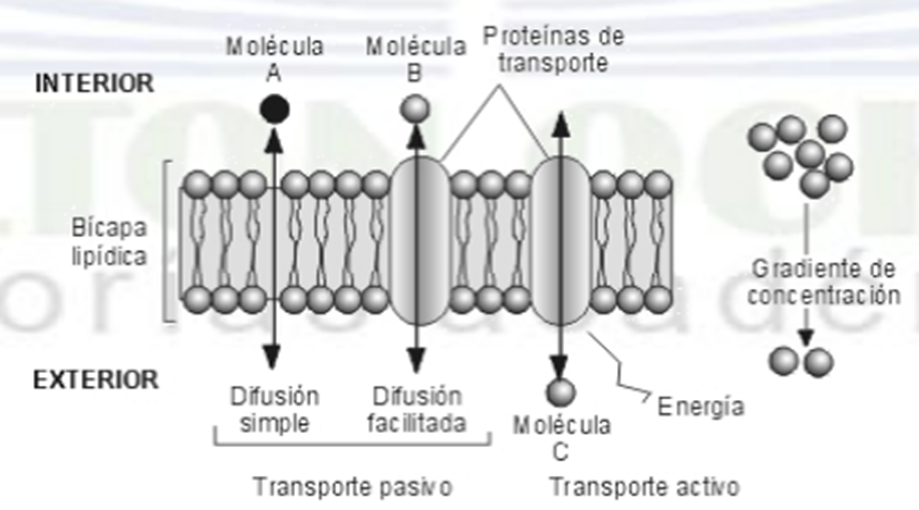 Molécula
A
Molécula
B
Proteínas de
transporte
INTERIOR
Bícapa
lipídica
Gradiente de
concentración
EXTERIOR
Difusión
simple
Difusión
facilitada
Molécula
C
Energía
Transporte pasivo
Transporte activo